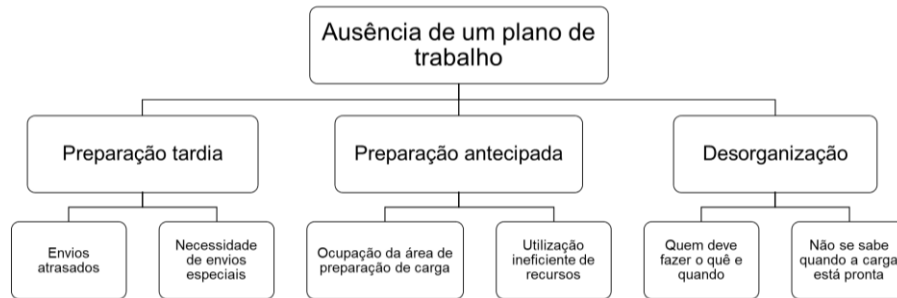 Ausência de um plano de
trabalho
Preparação tardia
Preparação antecipada
Desorganização
Envios
atrasados
Necessidade
de envios
especiais
Ocupação da área de
preparação de carga
Utilização
ineficiente de
recursos
Quem deve
fazer o quê e
quando
Não se sabe
quando a carga
está pronta